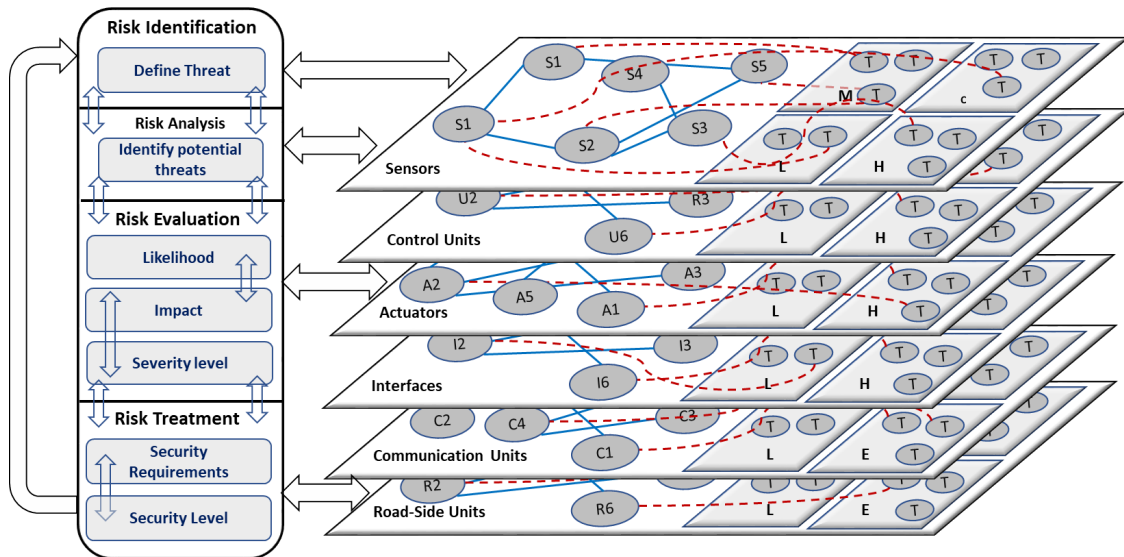 Risk Identification
Define Threat
Risk Analysis
Identify potential
threats
Risk Evaluation
Likelihood
Impact
Severity level
Risk Treatment
Security
Requirements
Security Level
S1
S4
S5
S1
S2
S3
Sensors
T
T
T
M
T
T
T
c
T
T
L
T
T
T
H
T
U2
R3
U6
Control Units
T
T
L
T
T
T
H
T
A2
A5
A3
A1
Actuators
T
T
L
T
T
T
H
T
I2
I3
I6
Interfaces
T
T
L
T
T
T
H
T
C2
C4
C3
C1
Communication Units
T
T
L
T
T
T
E
T
R2
R6
Road-Side Units
T
T
L
T
T
E
T